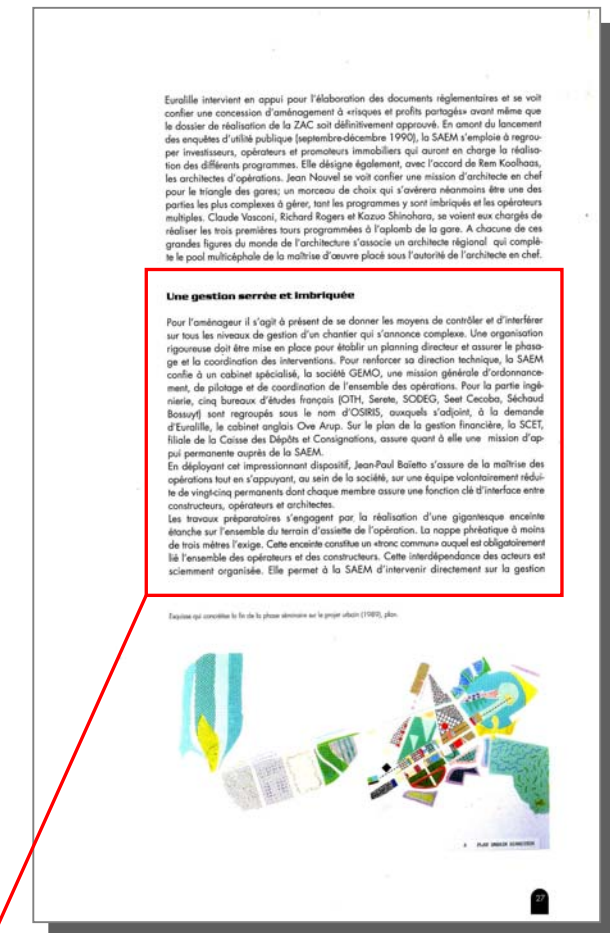 Euralille intervient en appui pour l'élaboration des documents règlementaires et se voit
confier une concession d'aménagement à «risques et profits partagés» avant même que
le dossier de réalisation de la ZAC soit définitivement approuvé. En amont du lancement
des enquêtes d'utilité publique (septembre-décembre 1990), la SAEM s'emploie à regrou-
per investisseurs, opérateurs et promoteurs immobiliers qui auront en charge la réalisa-
tion des différents programmes. Elle désigne également, avec l'accord de Rem Koolhaas,
les architectes d'opérations. Jean Nouvel se voit confier une mission d'architecte en chef
pour le triangle des gares; un morceau de choix qui s'avérera néanmoins être une des
parties les plus complexes à gérer, tant les programmes y sont imbriqués et les opérateurs
multiples. Claude Vasconi, Richard Rogers et Kazuo Shinohara, se voient eux chargés de
réaliser les trois premières tours programmées à l'aplomb de la gare. A chacune de ces
grandes figures du monde de l'architecture s'associe un architecte régional qui complè-
te le pool multicéphale de la maîtrise d'œuvre placé sous l'autorité de l'architecte en chef.
Une gestion serrée et imbriquée
Pour l'aménageur il s'agit à présent de se donner les moyens de contrôler et d'interférer
sur tous les niveaux de gestion d'un chantier qui s'annonce complexe. Une organisation
rigoureuse doit être mise en place pour établir un planning directeur et assurer le phasa-
ge et la coordination des interventions. Pour renforcer sa direction technique, la SAEM
confie à un cabinet spécialisé, la société GEMO, une mission générale d'ordonnance-
ment, de pilotage et de coordination de l'ensemble des opérations. Pour la partie ingé-
nierie, cinq bureaux d'études français (OTH, Serete, SODEG, Seet Cecoba, Séchaud
Bossuyt) sont regroupés sous le nom d'OSIRIS, auxquels s'adjoint, à la demande
d'Euralille, le cabinet anglais Ove Arup. Sur le plan de la gestion financière, la SCET,
filiale de la Caisse des Dépôts et Consignations, assure quant à elle une mission d'ap-
pui permanente auprès de la SAEM.
En déployant cet impressionnant dispositif, Jean-Paul Baïetto s'assure de la maîtrise des
opérations tout en s'appuyant, au sein de la société, sur une équipe volontairement rédui-
te de vingt-cinq permanents dont chaque membre assure une fonction clé d'interface entre
constructeurs, opérateurs et architectes.
Les travaux préparatoires s'engagent par la réalisation d'une gigantesque enceinte
étanche sur l'ensemble du terrain d'assiette de l'opération. La nappe phréatique à moins
de trois mètres l'exige. Cette enceinte constitue un «tronc commun» auquel est obligatoirement
lié l'ensemble des opérateurs et des constructeurs. Cette interdépendance des acteurs est
sciemment organisée. Elle permet à la SAEM d'intervenir directement sur la gestion
Esquisse qui concrétise la fin de la phase séminaire sur le projet urbain (1989), plan.
PLAN URBAIN
27